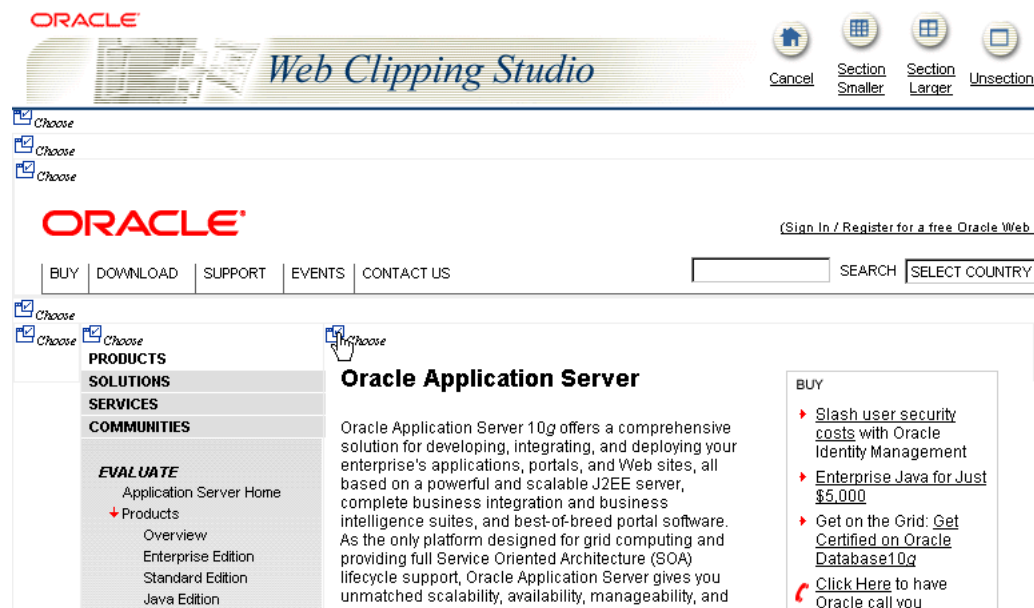 ORACLE
Web Clipping Studio
Cancel
Section Smaller
Section Larger
Unsection
Choose
Choose
Choose
ORACLE
(Sign In / Register for a free Oracle Web
BUY
DOWNLOAD
SUPPORT
EVENTS
CONTACT US
SEARCH
SELECT COUNTRY
Choose
Choose
Choose
Choose
PRODUCTS
SOLUTIONS
SERVICES
COMMUNITIES
EVALUATE
Application Server Home
Products
Overview
Enterprise Edition
Standard Edition
Java Edition
Oracle Application Server
Oracle Application Server 10g offers a comprehensive
solution for developing, integrating, and deploying your
enterprise's applications, portals, and Web sites, all
based on a powerful and scalable J2EE server,
complete business integration and business
intelligence suites, and best-of-breed portal software.
As the only platform designed for grid computing and
providing full Service Oriented Architecture (SOA)
lifecycle support, Oracle Application Server gives you
unmatched scalability, availability, manageability, and
BUY
Slash user security
costs with Oracle
Identity Management
Enterprise Java for Just
$5,000
Get on the Grid: Get
Certified on Oracle
Database10g
Click Here to have
Oracle call you